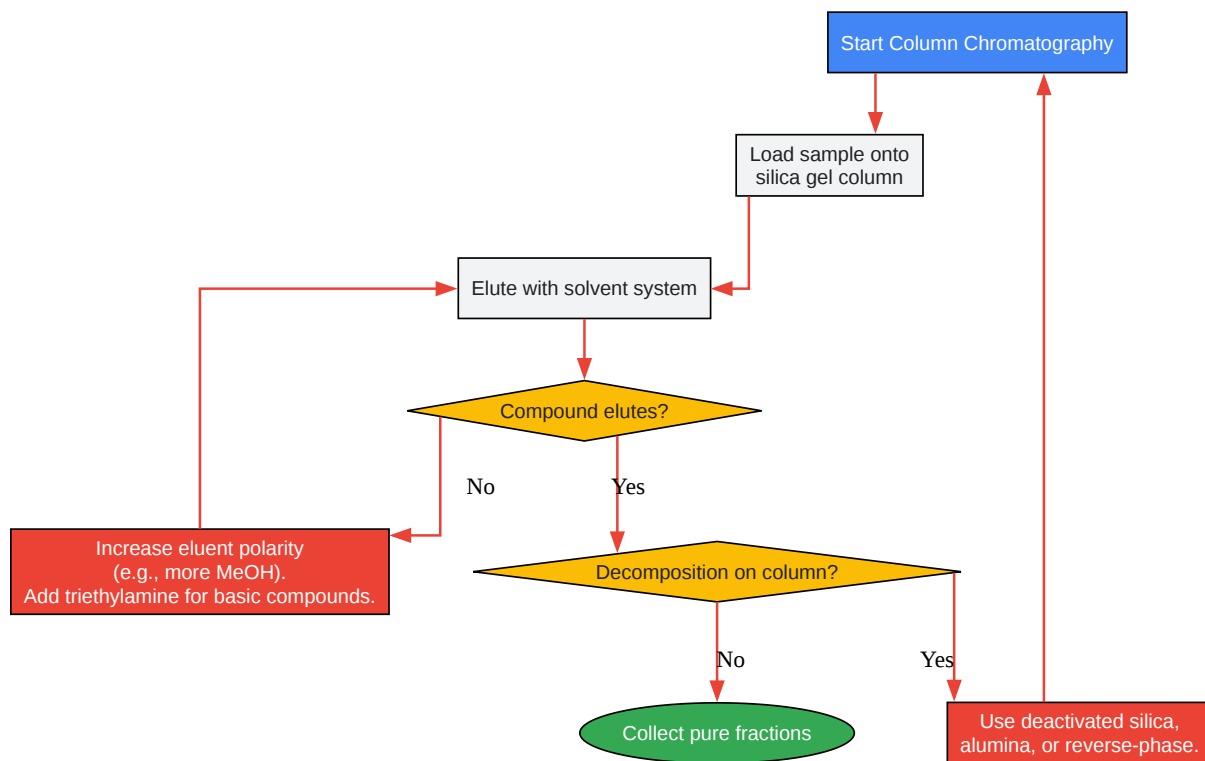 Start Column Chromatography
Load sample onto
silica gel column
Elute with solvent system
Compound elutes?
No
Yes
Increase eluent polarity
(e.g., more MeOH).
Add triethylamine for basic compounds.
Decomposition on column?
No
Yes
Collect pure fractions
Use deactivated silica,
alumina, or reverse-phase.